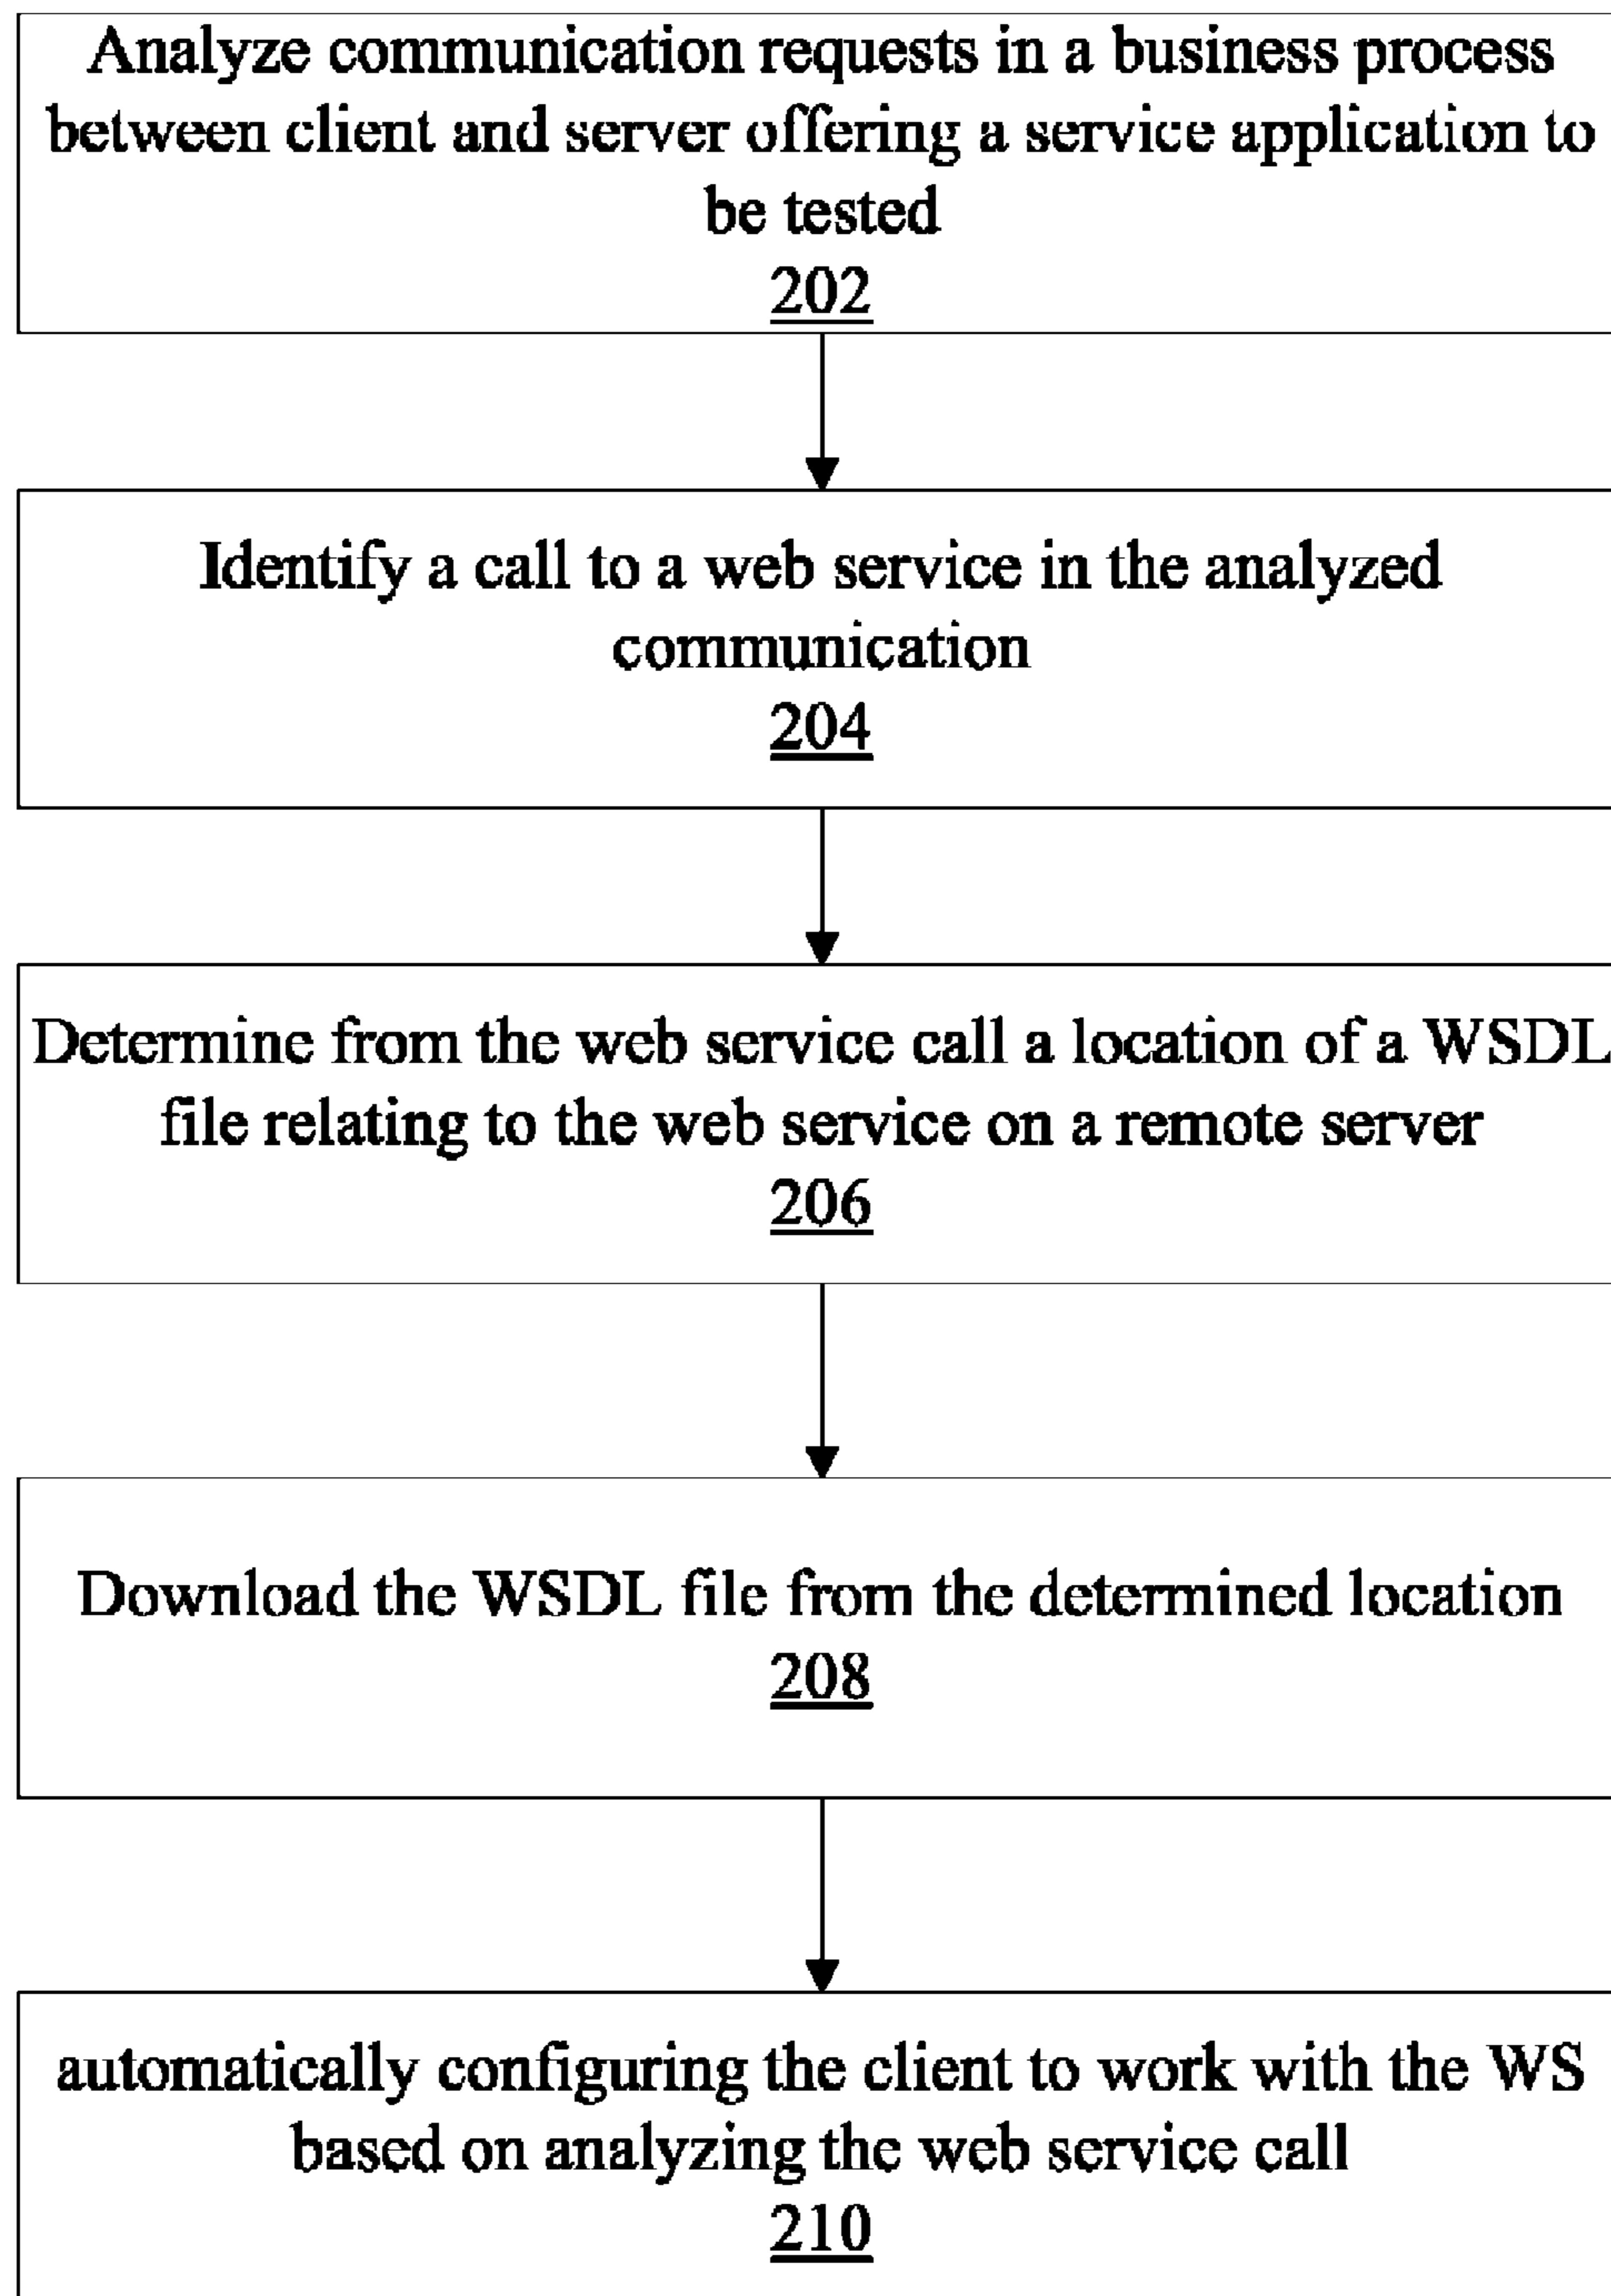 Analyze communication requests in a business process
between client and server offering a service application to
be tested
202
Identify a call to a web service in the analyzed
communication
204
Determine from the web service call a location of a WSDL
file relating to the web service on a remote server
206
Download the WSDL file from the determined location
208
automatically configuring the client to work with the WS
based on analyzing the web service call
210